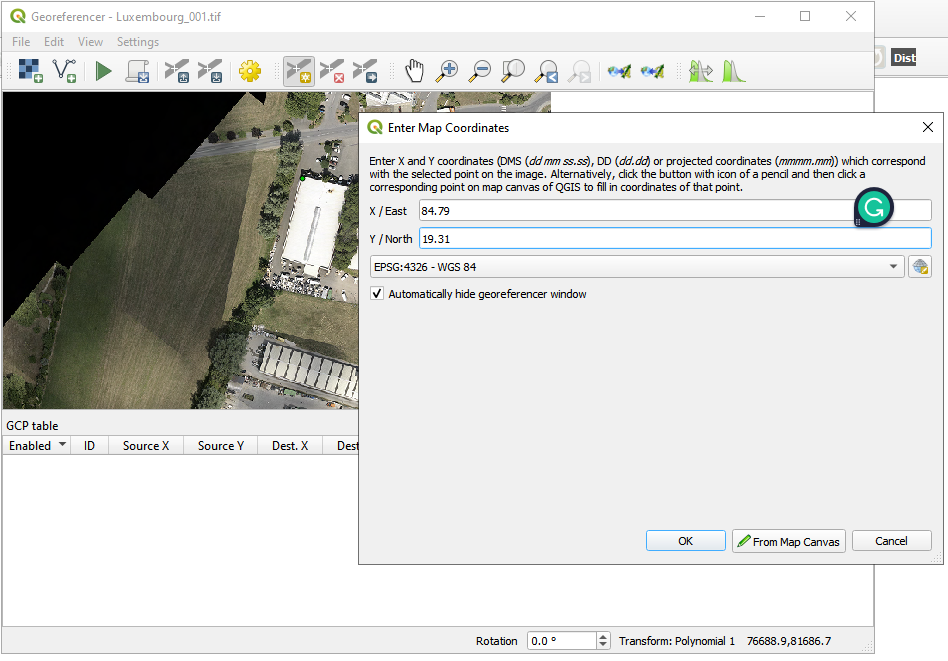 Georeferencer - Luxembourg_001.tif
File Edit View Settings
Dist
Enter Map Coordinates
Enter X and Y coordinates (DMS (dd mm ss.ss), DD (dd.dd) or projected coordinates (mmmm.mm)) which correspond
with the selected point on the image. Alternatively, click the button with icon of a pencil and then click a
corresponding point on map canvas of QGIS to fill in coordinates of that point.
X / East 84.79
Y / North 19.31
EPSG:4326 - WGS 84
Automatically hide georeferencer window
GCP table
Enabled ID Source X Source Y Dest. X Dest
OK From Map Canvas Cancel
Rotation 0.0 ° Transform: Polynomial 1 76688.9,81686.7